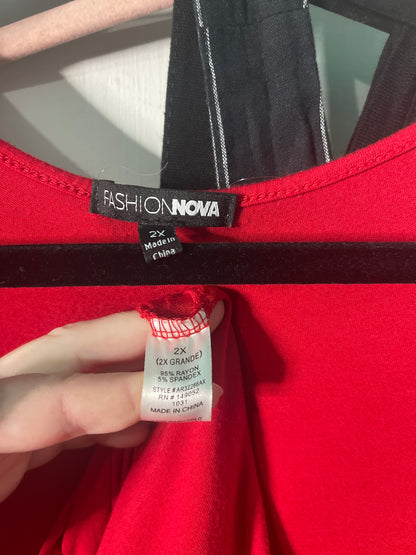 FASHIONNOVA
2X
Made in
China
2X
(2X GRANDE)
95% RAYON
5% SPANDEX
STYLE # AR32266AX
RN # 149052
1031
MADE IN CHINA